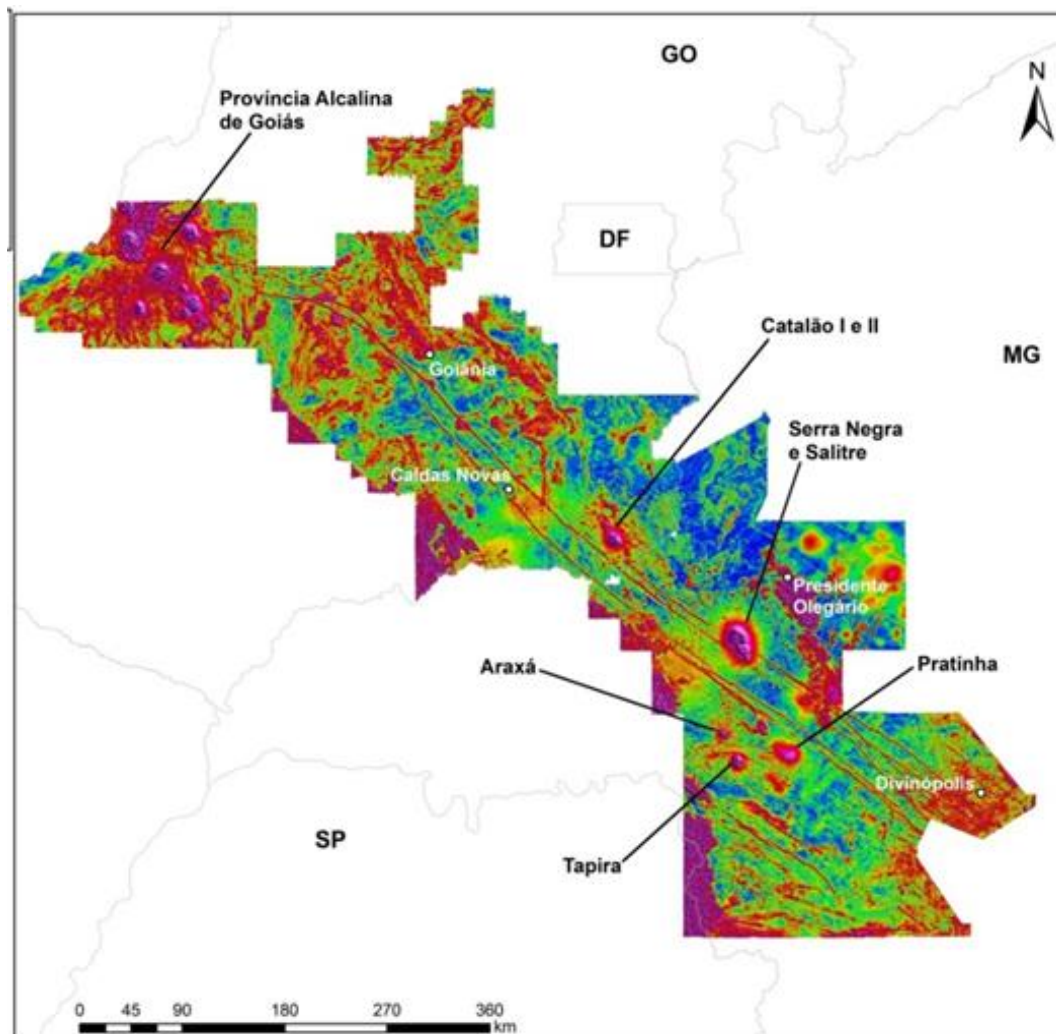 GO
N
Província Alcalina
de Goiás
DF
Catalão I e II
MG
Goiânia
Serra Negra
e Salitre
Caldas Novas
Presidente
Olegário
Araxá
Pratinha
Divinópolis
SP
Tapira
0 45 90 180 270 360
km